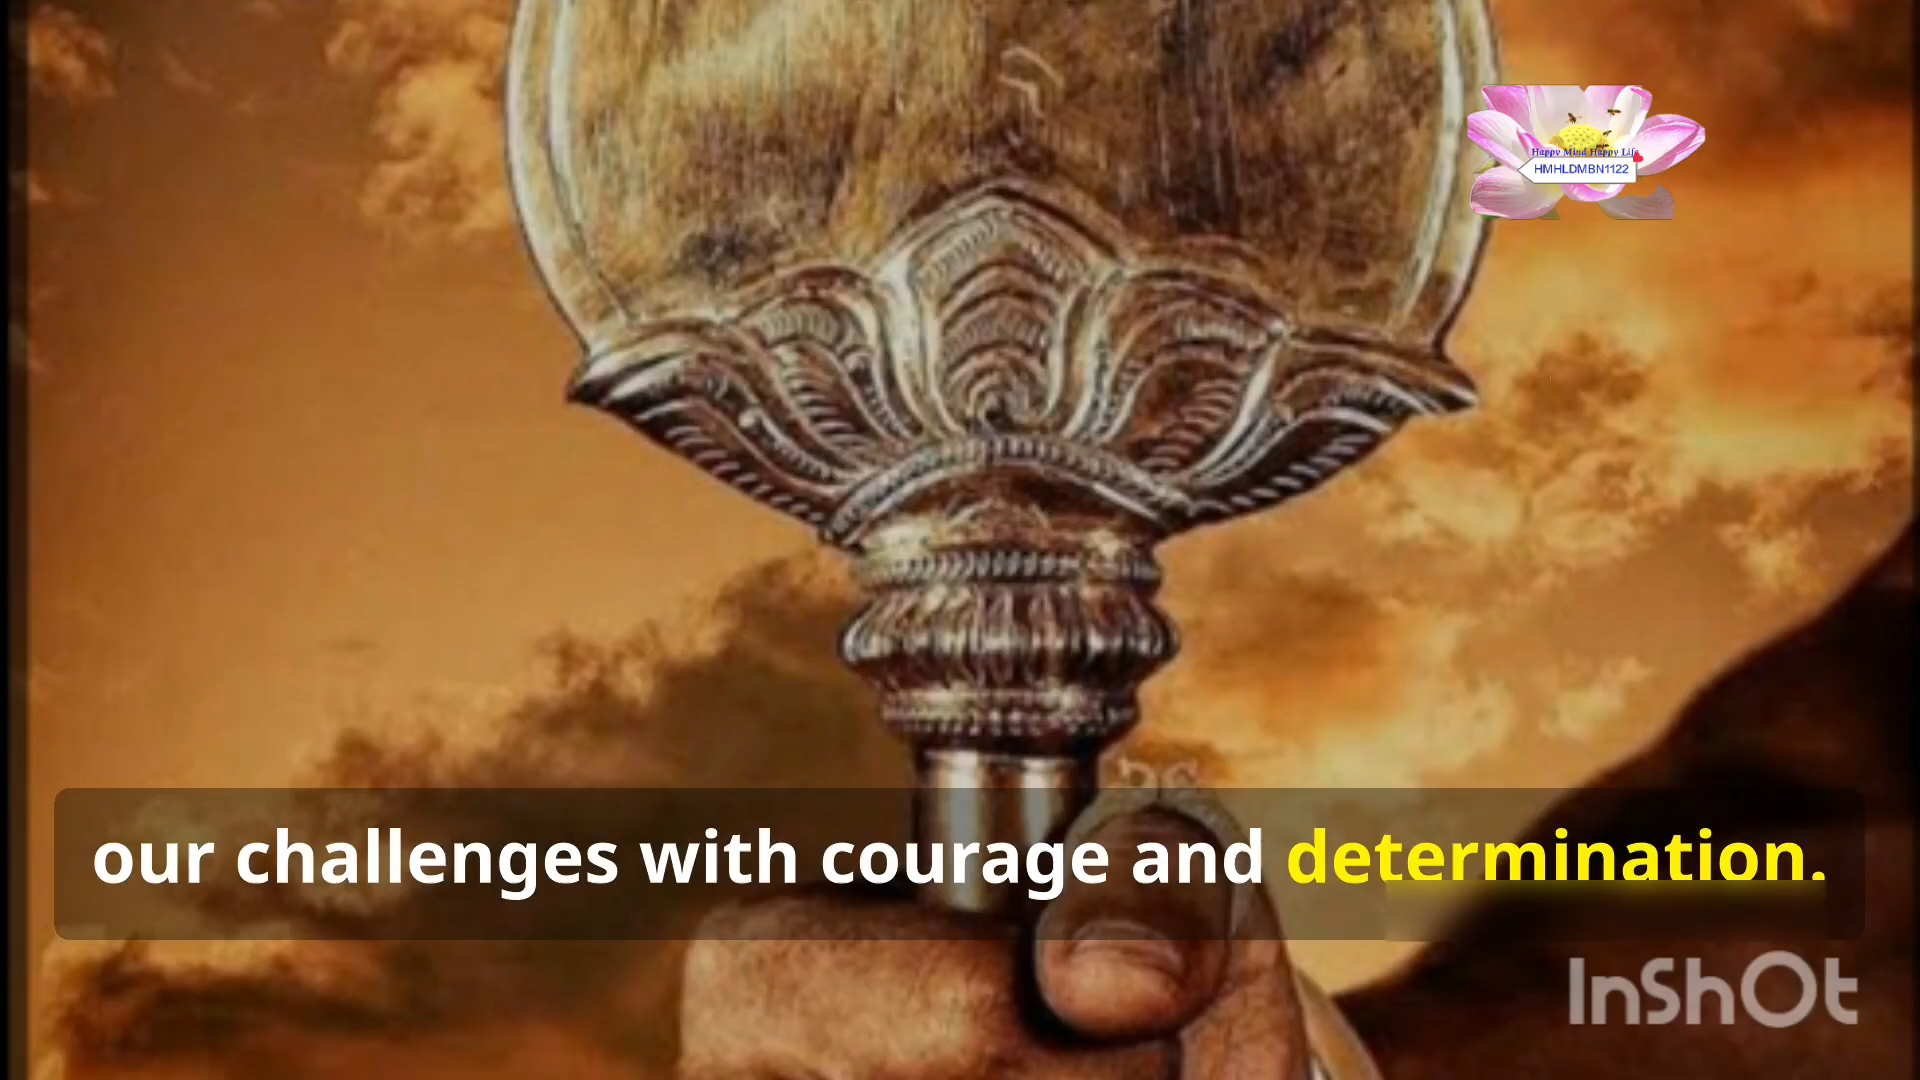 Happy Mind Happy Life
HMHLDMBN1122
our challenges with courage and determination.
InShOt